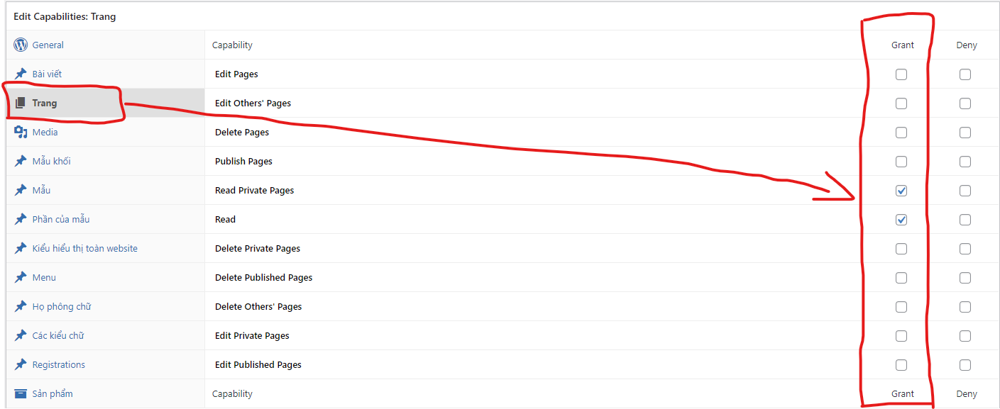 Edit Capabilities: Trang
General Capability Grant Deny
Bài viết Edit Pages
Trang Edit Others' Pages
Media Delete Pages
Mẫu khối Publish Pages
Mẫu Read Private Pages
Phần của mẫu Read
Kiểu hiểu thị toàn website Delete Private Pages
Menu Delete Published Pages
Họ phông chữ Delete Others' Pages
Các kiểu chữ Edit Private Pages
Registrations Edit Published Pages
Sản phẩm Capability Grant Deny